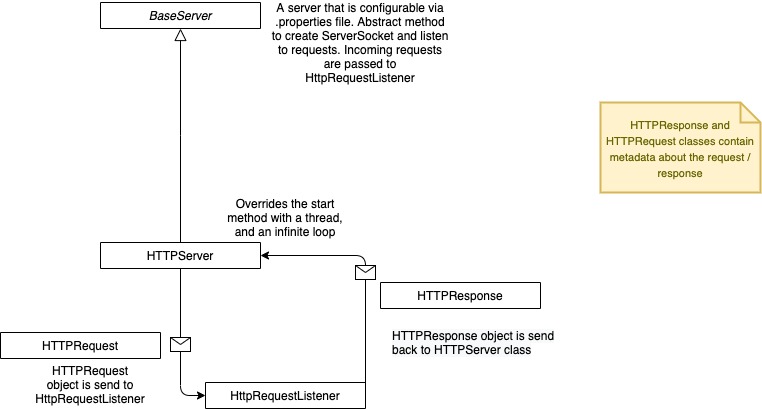 BaseServer
A server that is configurable via
.properties file. Abstract method
to create ServerSocket and listen
to requests. Incoming requests
are passed to
HttpRequestListener
HTTPResponse and
HTTPRequest classes contain
metadata about the request /
response
Overrides the start
method with a thread,
and an infinite loop
HTTPServer
HTTPResponse
HTTPResponse object is send
back to HTTPServer class
HTTPRequest
HTTPRequest
object is send to
HttpRequestListener
HttpRequestListener